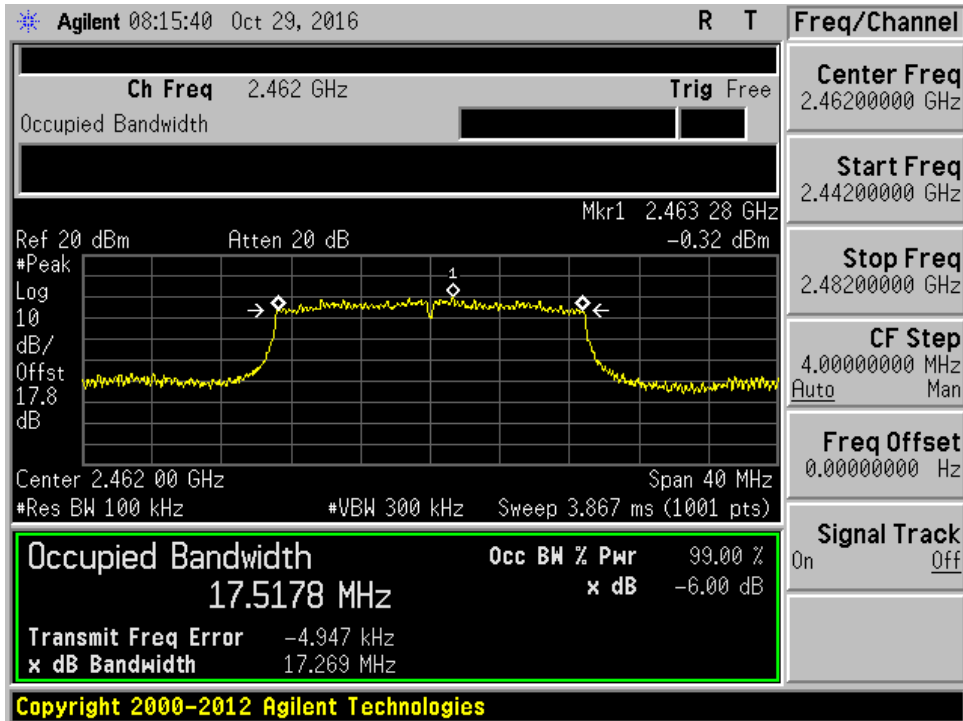 Agilent 08:15:40 Oct 29, 2016 R T
Ch Freq 2.462 GHz Trig Free
Occupied Bandwidth
Mkr1 2.463 28 GHz
Ref 20 dBm Atten 20 dB -0.32 dBm
#Peak
Log
10
dB/
Offst
17.8
dB
1
Center 2.462 00 GHz Span 40 MHz
#Res BW 100 kHz #VBW 300 kHz Sweep 3.867 ms (1001 pts)
Occupied Bandwidth Occ BW % Pwr 99.00 %
17.5178 MHz x dB -6.00 dB
Transmit Freq Error -4.947 kHz
x dB Bandwidth 17.269 MHz
Copyright 2000-2012 Agilent Technologies
Freq/Channel
Center Freq
2.46200000 GHz
Start Freq
2.44200000 GHz
Stop Freq
2.48200000 GHz
CF Step
4.00000000 MHz
Auto Man
Freq Offset
0.00000000 Hz
Signal Track
On Off